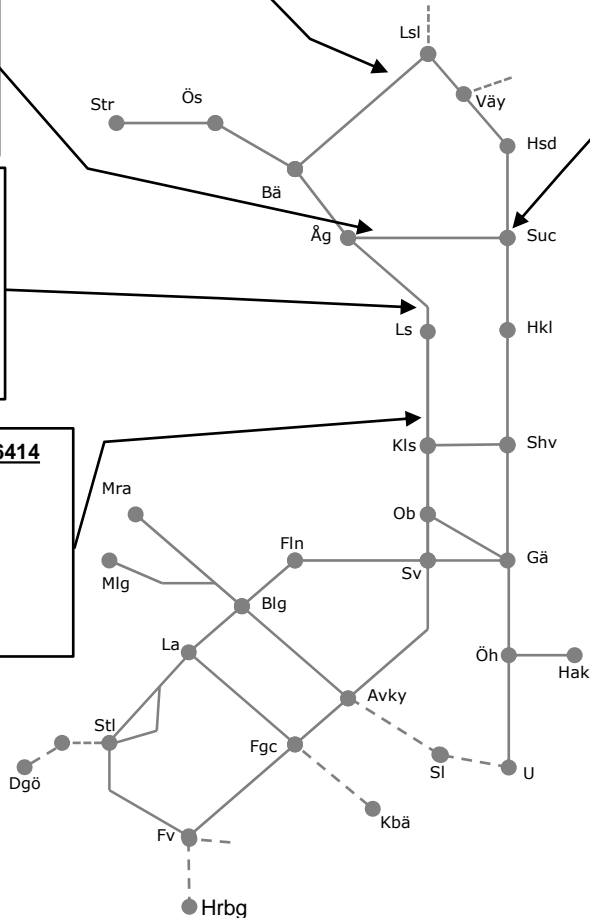 Lsl
Väy
Str
Ös
Hsd
Bä
Åg
Suc
Ls
Hkl
6414
Kls
Shv
Mra
Ob
Fln
Gä
Mlg
Sv
Blg
La
Öh
Hak
Avky
Stl
Fgc
Sl
U
Dgö
Kbä
Fv
Hrbg